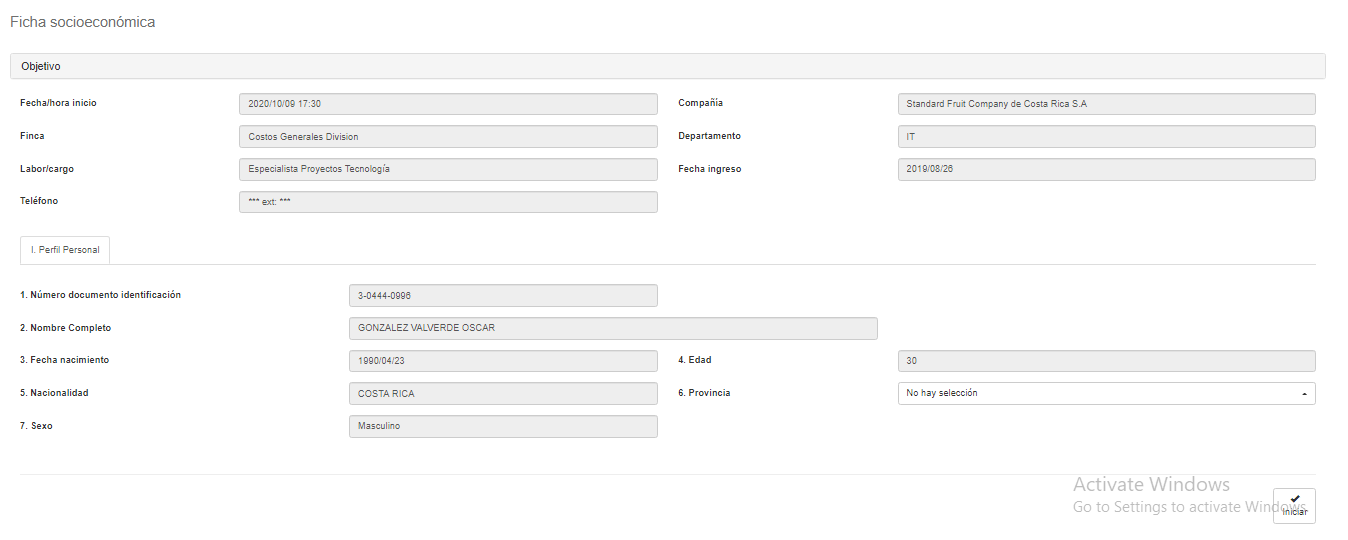 Ficha socioeconómica
Objetivo
Fecha/hora inicio 2020/10/09 17:30 Compañía Standard Fruit Company de Costa Rica S.A
Finca Costos Generales Division Departamento IT
Labor/cargo Especialista Proyectos Tecnología Fecha ingreso 2019/08/26
Teléfono *** ext: ***
I. Perfil Personal
1. Número documento identificación 3-0444-0996
2. Nombre Completo GONZALEZ VALVERDE OSCAR
3. Fecha nacimiento 1990/04/23 4. Edad 30
5. Nacionalidad COSTA RICA 6. Provincia No hay selección
7. Sexo Masculino
Activate Windows
Go to Settings to activate Windows.
Iniciar